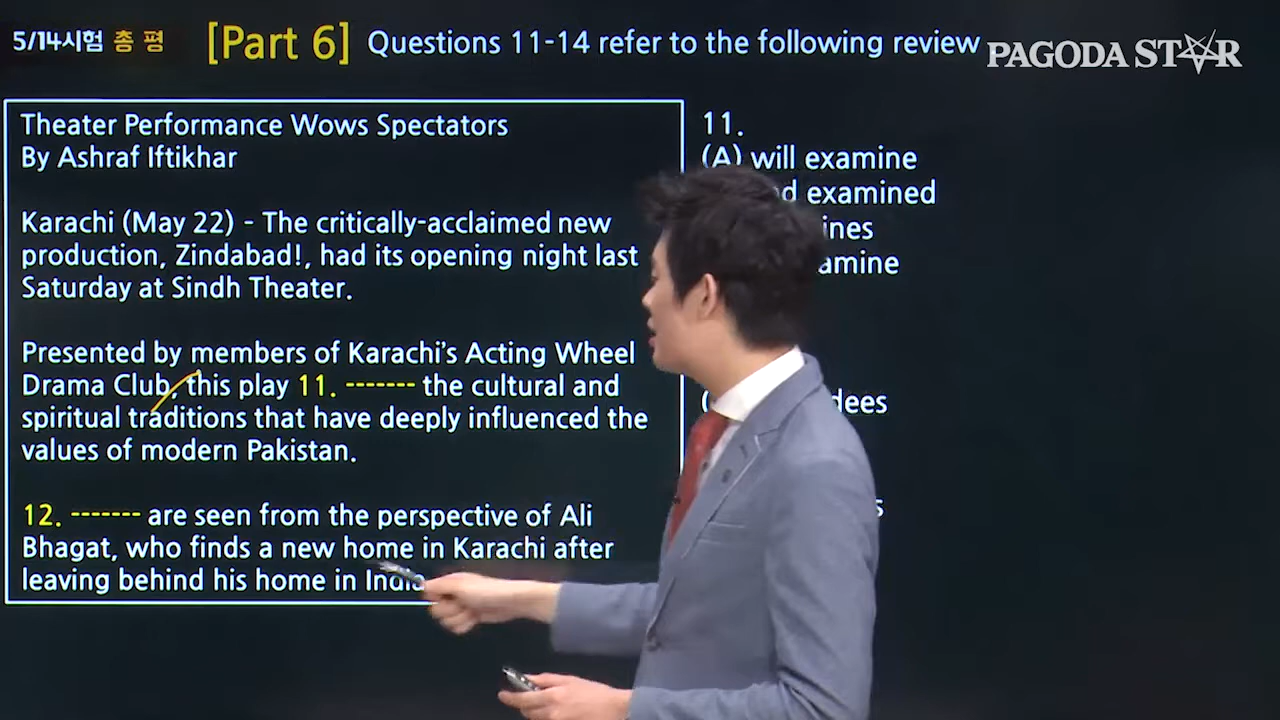 5/14시험 총 평 [Part 6] Questions 11-14 refer to the following review
PAGODA STAR
Theater Performance Wows Spectators
By Ashraf Iftikhar
Karachi (May 22) - The critically-acclaimed new
production, Zindabad!, had its opening night last
Saturday at Sindh Theater.
Presented by members of Karachi's Acting Wheel
Drama Club, this play 11. ------- the cultural and
spiritual traditions that have deeply influenced the
values of modern Pakistan.
12. ------- are seen from the perspective of Ali
Bhagat, who finds a new home in Karachi after
leaving behind his home in India
11.
(A) will examine
examined